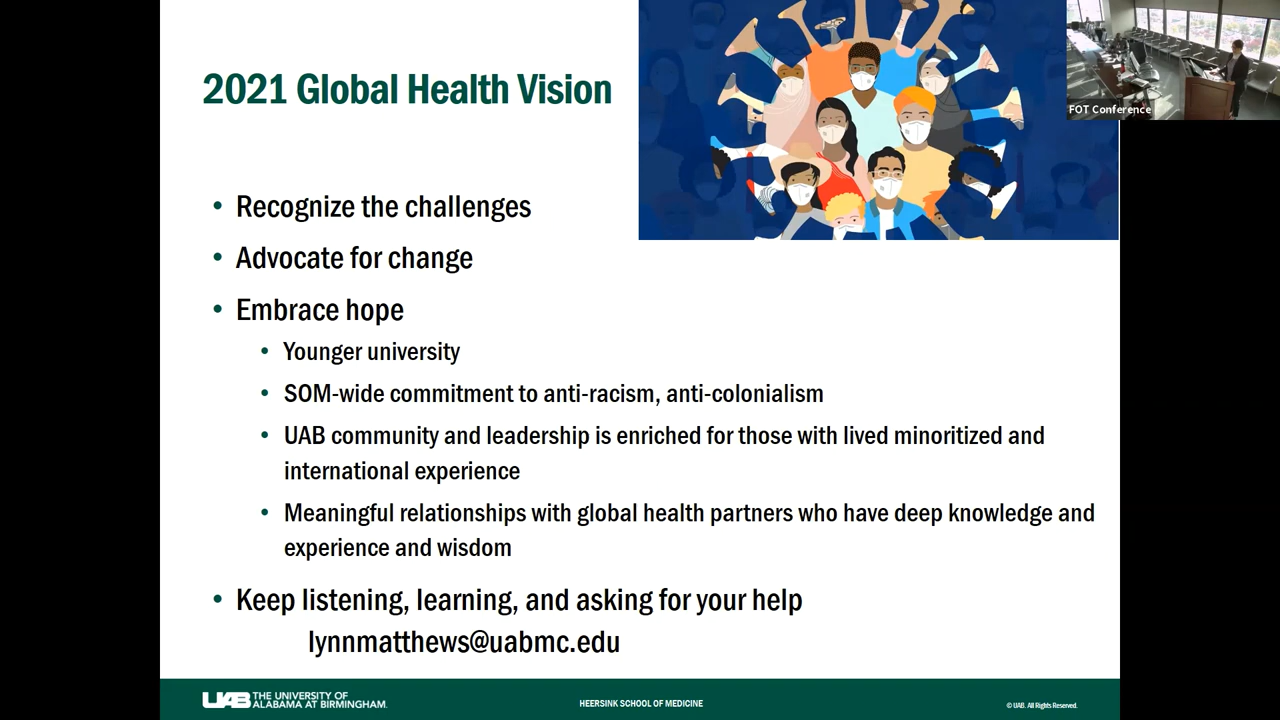 2021 Global Health Vision
FOT Conference
• Recognize the challenges
• Advocate for change
• Embrace hope
• Younger university
• SOM-wide commitment to anti-racism, anti-colonialism
• UAB community and leadership is enriched for those with lived minoritized and
international experience
• Meaningful relationships with global health partners who have deep knowledge and
experience and wisdom
• Keep listening, learning, and asking for your help
lynnmatthews@uabmc.edu
UAB THE UNIVERSITY OF
ALABAMA AT BIRMINGHAM.
HEERSINK SCHOOL OF MEDICINE
© UAB. All Rights Reserved.